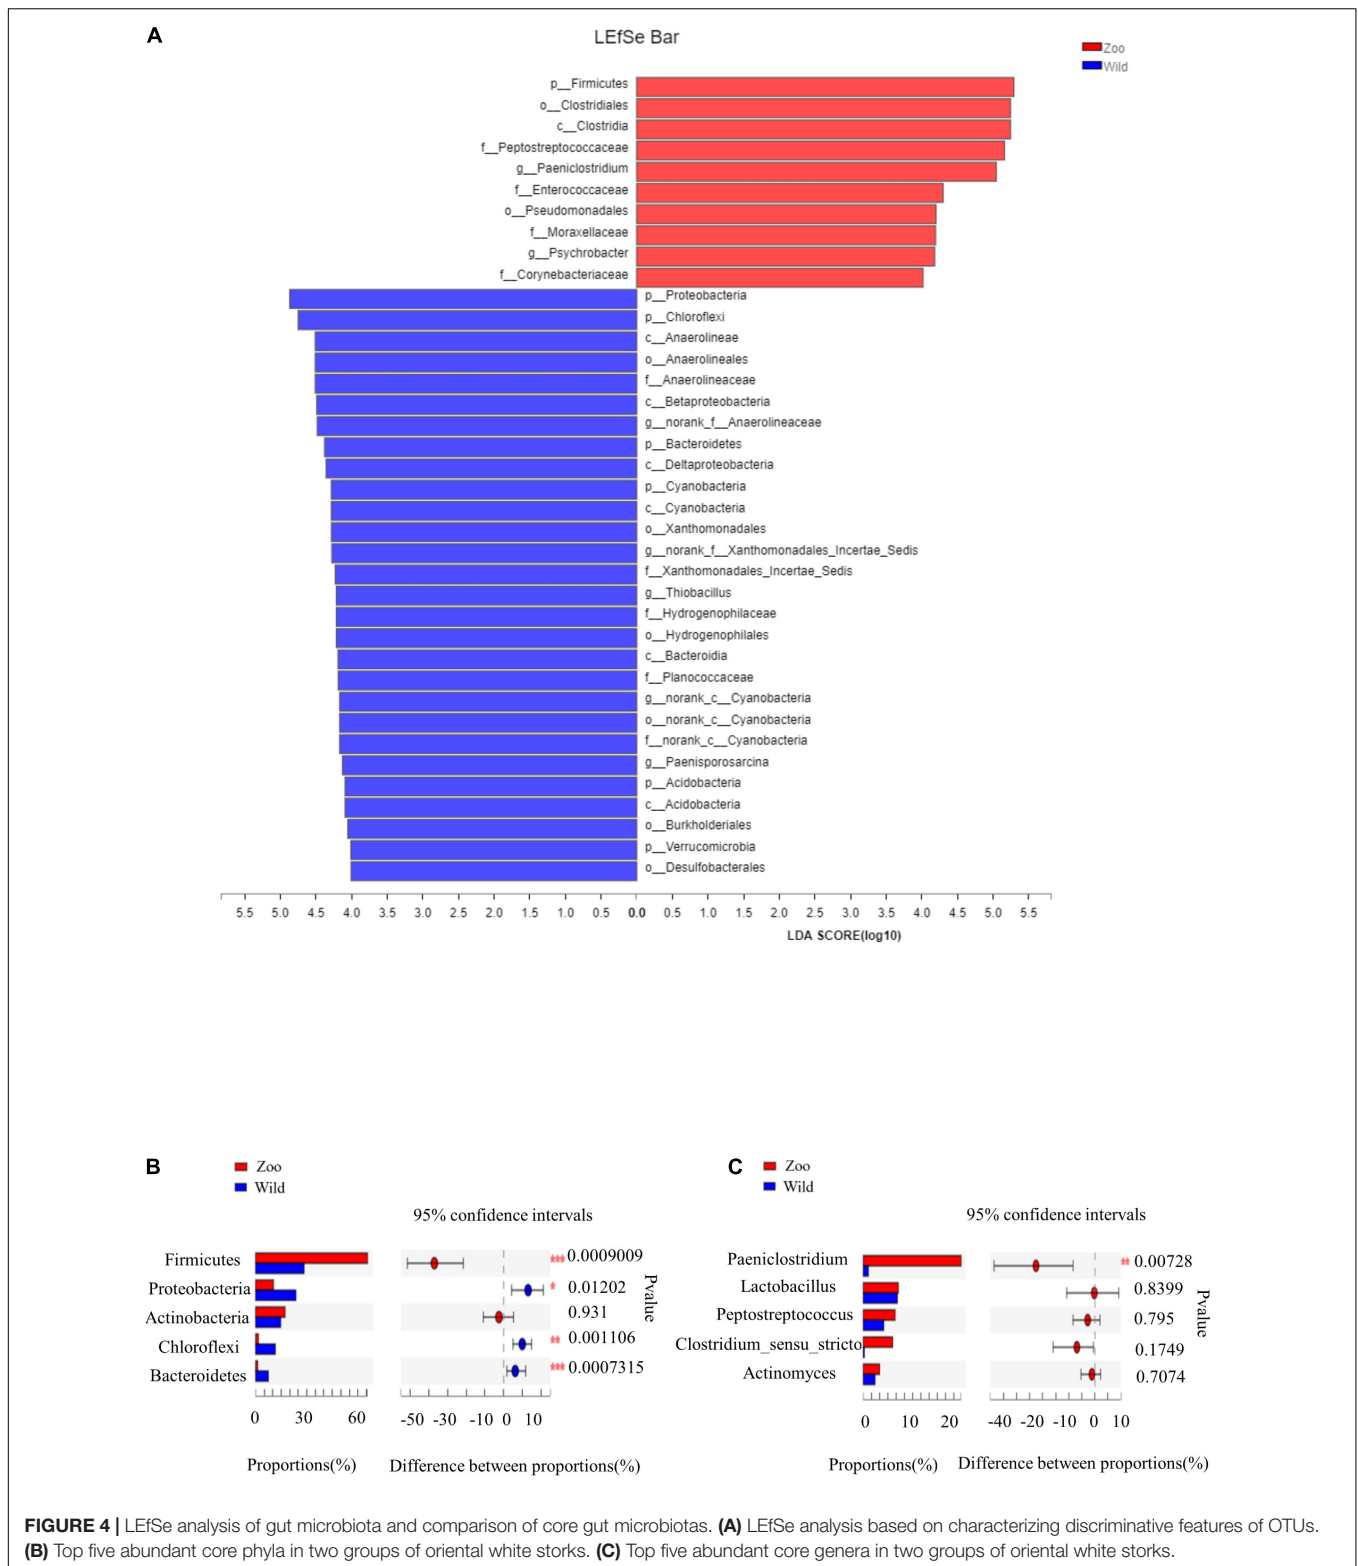 A
LEfSe Bar
Zoo
Wild
p__Firmicutes
o__Clostridiales
c__Clostridia
f__Peptostreptococcaceae
g__Paeniclostridium
f__Enterococcaceae
o__Pseudomonadales
f__Moraxellaceae
g__Psychrobacter
f__Corynebacteriaceae
p__Proteobacteria
p__Chloroflexi
c__Anaerolineae
o__Anaerolineales
f__Anaerolineaceae
c__Betaproteobacteria
g__norank_f__Anaerolineaceae
p__Bacteroidetes
c__Deltaproteobacteria
p__Cyanobacteria
c__Cyanobacteria
o__Xanthomonadales
g__norank_f__Xanthomonadales_Incertae_Sedis
f__Xanthomonadales_Incertae_Sedis
g__Thiobacillus
f__Hydrogenophilaceae
o__Hydrogenophilales
c__Bacteroidia
f__Planococcaceae
g__norank_c__Cyanobacteria
o__norank_c__Cyanobacteria
f__norank_c__Cyanobacteria
g__Paenisporosarcina
p__Acidobacteria
c__Acidobacteria
o__Burkholderiales
p__Verrucomicrobia
o__Desulfobacterales
5.5 5.0 4.5 4.0 3.5 3.0 2.5 2.0 1.5 1.0 0.5 0.0 0.5 1.0 1.5 2.0 2.5 3.0 3.5 4.0 4.5 5.0 5.5
LDA SCORE(log10)
B
Zoo
Wild
95% confidence intervals
Firmicutes ***0.0009009
Proteobacteria * 0.01202
Actinobacteria 0.931
Chloroflexi ** 0.001106
Bacteroidetes *** 0.0007315
Pvalue
0 30 60 -50 -30 -10 0 10
Proportions(%) Difference between proportions(%)
C
Zoo
Wild
95% confidence intervals
Paeniclostridium ** 0.00728
Lactobacillus 0.8399
Peptostreptococcus 0.795
Clostridium_sensu_stricto 0.1749
Actinomyces 0.7074
Pvalue
0 10 20 -40 -20 -10 0 10
Proportions(%) Difference between proportions(%)
FIGURE 4 | LEfSe analysis of gut microbiota and comparison of core gut microbiotas. (A) LEfSe analysis based on characterizing discriminative features of OTUs.
(B) Top five abundant core phyla in two groups of oriental white storks. (C) Top five abundant core genera in two groups of oriental white storks.